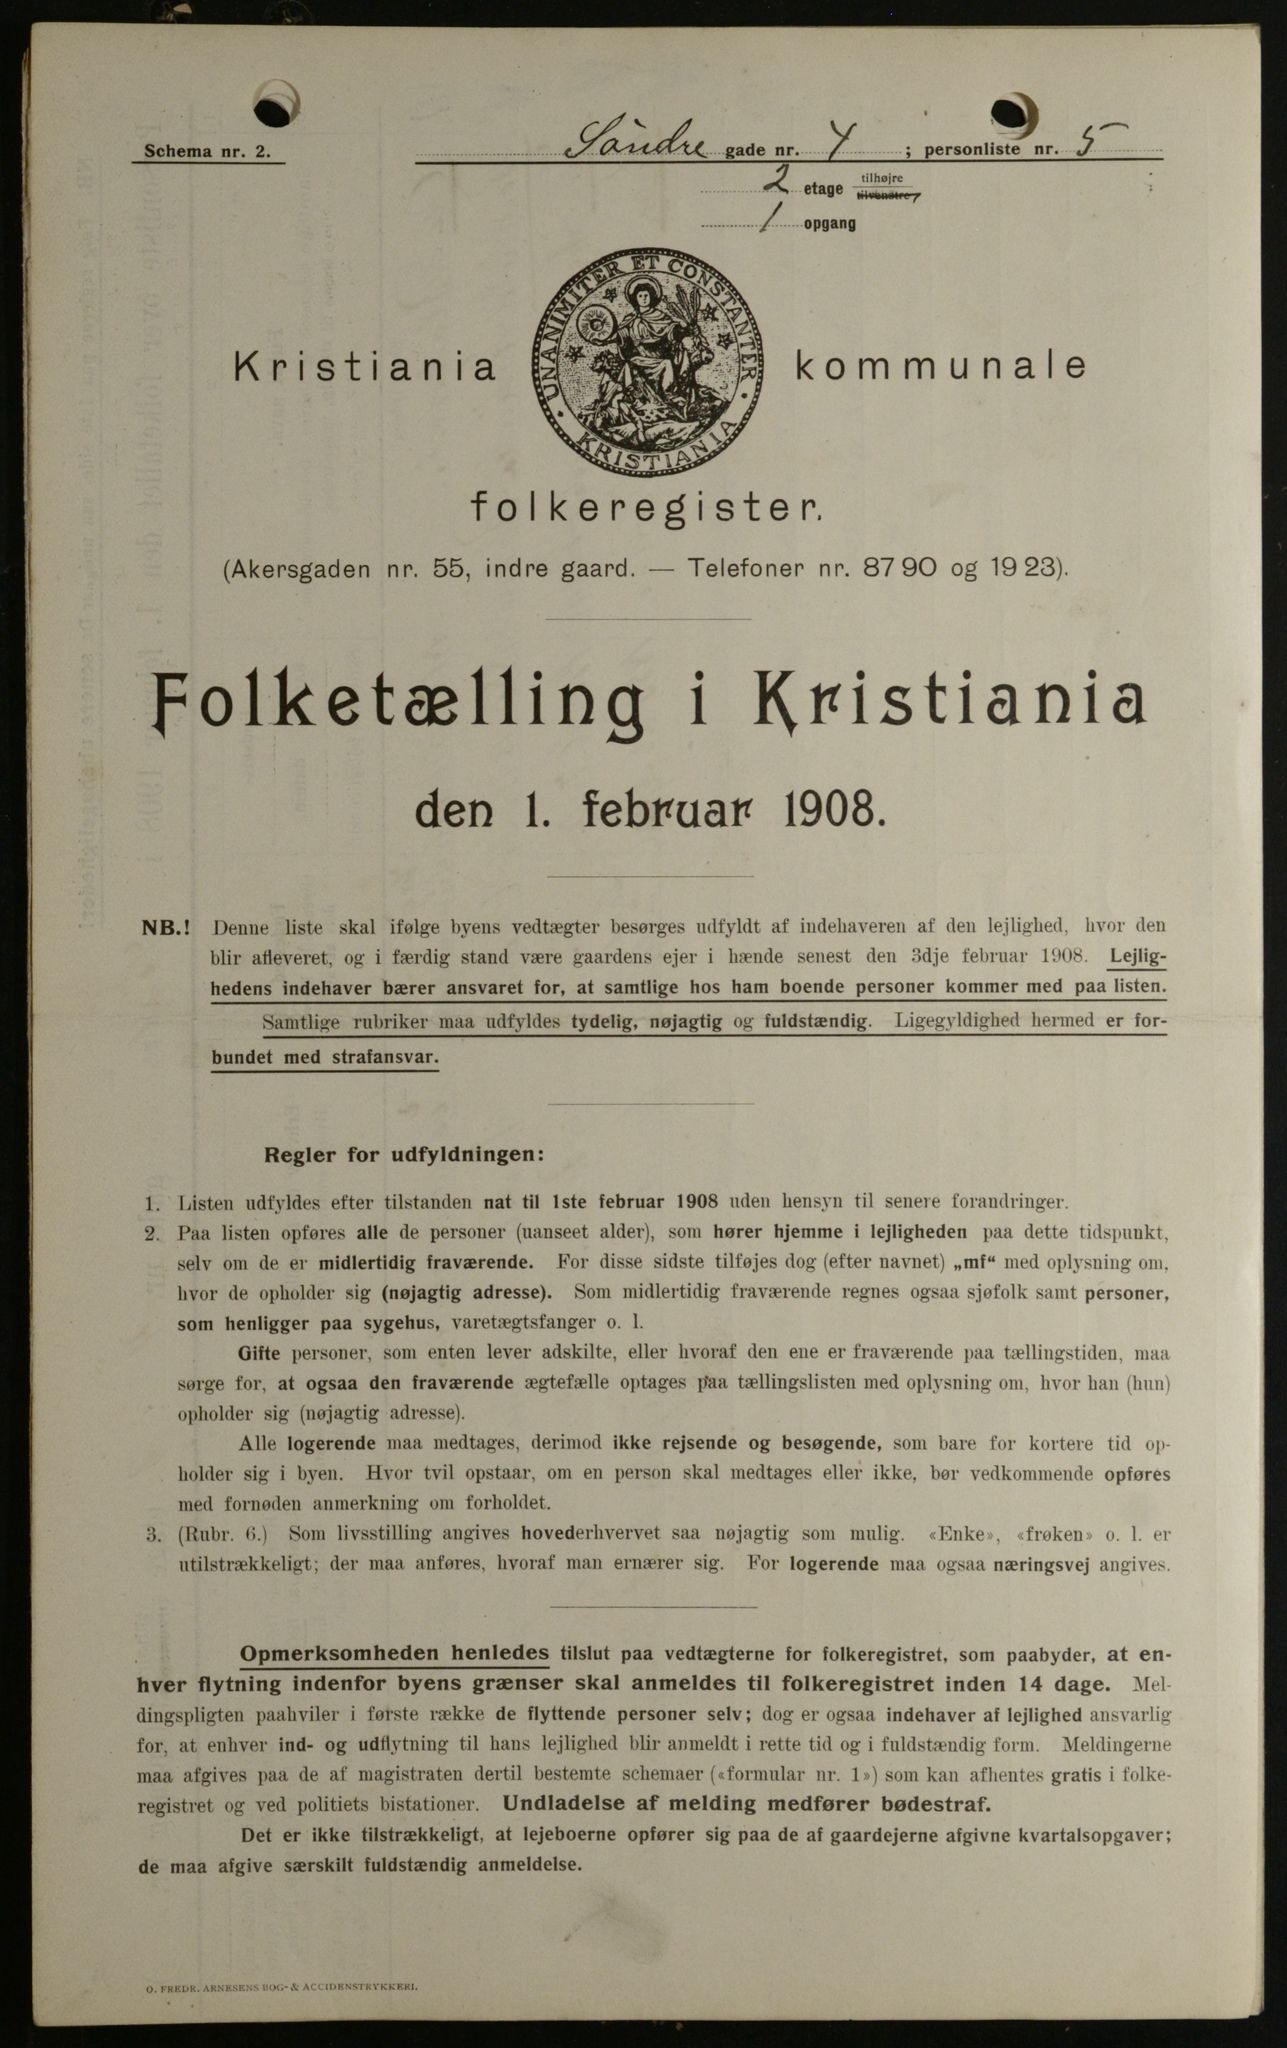 Schema nr. 2.
Söndre gade nr. 4 ; personliste nr. 5
2 etage tilhøjre tilvenstre,
1 opgang
UNANIMITER ET CONSTANTER · KRISTIANIA ·
Kristiania kommunale
folkeregister.
(Akersgaden nr. 55, indre gaard. — Telefoner nr. 87 90 og 19 23).
Folketælling i Kristiania
den 1. februar 1908.
NB.! Denne liste skal ifølge byens vedtægter besørges udfyldt af indehaveren af den lejlighed, hvor den
blir afleveret, og i færdig stand være gaardens ejer i hænde senest den 3dje februar 1908. Lejlig-
hedens indehaver bærer ansvaret for, at samtlige hos ham boende personer kommer med paa listen.
Samtlige rubriker maa udfyldes tydelig, nøjagtig og fuldstændig. Ligegyldighed hermed er for-
bundet med strafansvar.
Regler for udfyldningen:
1. Listen udfyldes efter tilstanden nat til 1ste februar 1908 uden hensyn til senere forandringer.
2. Paa listen opføres alle de personer (uanseet alder), som hører hjemme i lejligheden paa dette tidspunkt,
selv om de er midlertidig fraværende. For disse sidste tilføjes dog (efter navnet) „mf“ med oplysning om,
hvor de opholder sig (nøjagtig adresse). Som midlertidig fraværende regnes ogsaa sjøfolk samt personer,
som henligger paa sygehus, varetægtsfanger o. l.
Gifte personer, som enten lever adskilte, eller hvoraf den ene er fraværende paa tællingstiden, maa
sørge for, at ogsaa den fraværende ægtefælle optages paa tællingslisten med oplysning om, hvor han (hun)
opholder sig (nøjagtig adresse).
Alle logerende maa medtages, derimod ikke rejsende og besøgende, som bare for kortere tid op-
holder sig i byen. Hvor tvil opstaar, om en person skal medtages eller ikke, bør vedkommende opføres
med fornøden anmerkning om forholdet.
3. (Rubr. 6.) Som livsstilling angives hovederhvervet saa nøjagtig som mulig. «Enke», «frøken» o. l. er
utilstrækkeligt; der maa anføres, hvoraf man ernærer sig. For logerende maa ogsaa næringsvej angives.
Opmerksomheden henledes tilslut paa vedtægterne for folkeregistret, som paabyder, at en-
hver flytning indenfor byens grænser skal anmeldes til folkeregistret inden 14 dage. Mel-
dingspligten paahviler i første række de flyttende personer selv; dog er ogsaa indehaver af lejlighed ansvarlig
for, at enhver ind- og udflytning til hans lejlighed blir anmeldt i rette tid og i fuldstændig form. Meldingerne
maa afgives paa de af magistraten dertil bestemte schemaer («formular nr. 1») som kan afhentes gratis i folke-
registret og ved politiets bistationer. Undladelse af melding medfører bødestraf.
Det er ikke tilstrækkeligt, at lejeboerne opfører sig paa de af gaardejerne afgivne kvartalsopgaver;
de maa afgive særskilt fuldstændig anmeldelse.
O. FREDR. ARNESENS BOG- & ACCIDENSTRYKKERI.